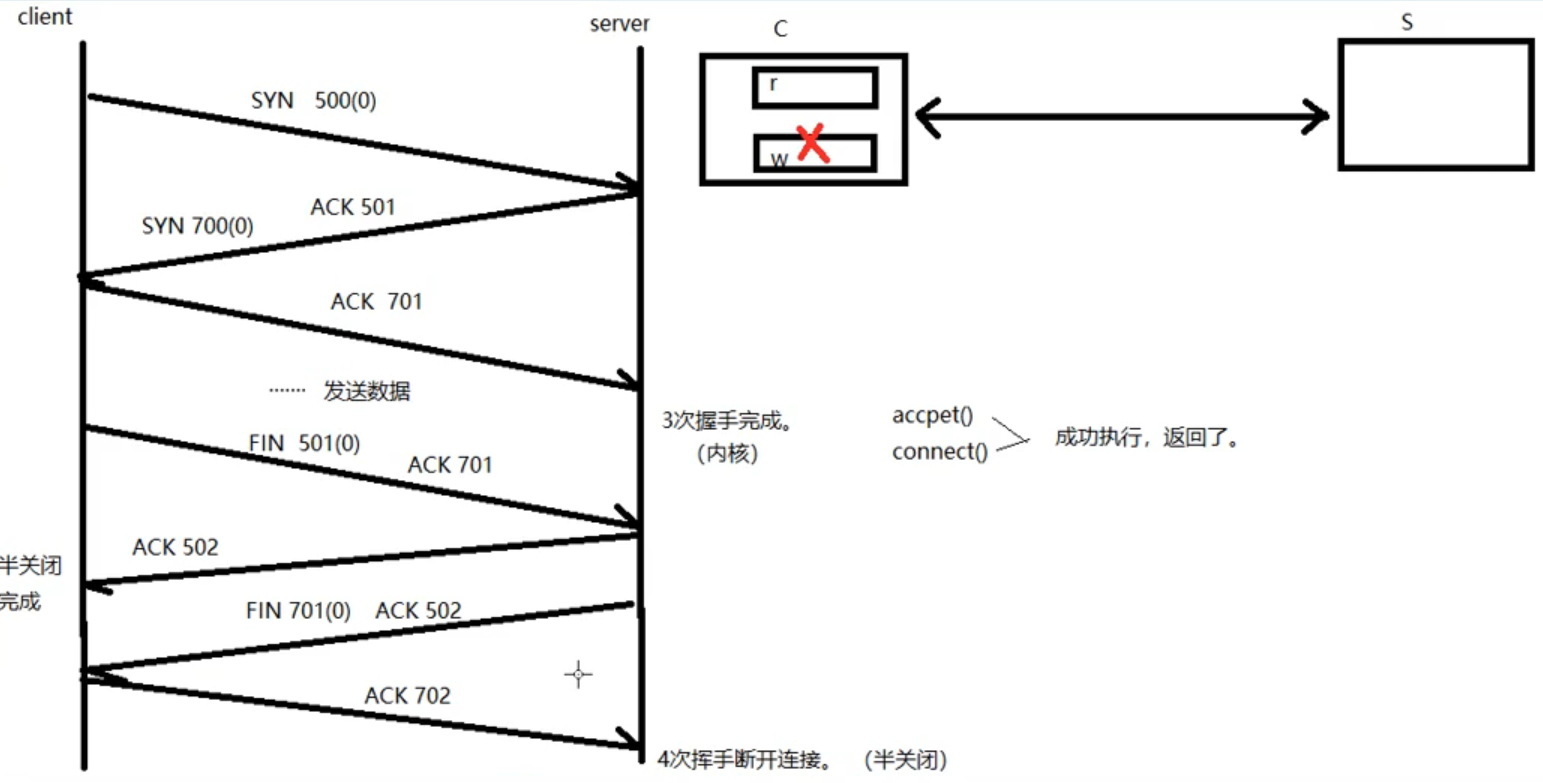 client
server
C
S
r
w
SYN 500(0)
ACK 501
SYN 700(0)
ACK 701
······ 发送数据
3次握手完成。
（内核）
accpet()
connect()
成功执行，返回了。
FIN 501(0)
ACK 701
ACK 502
半关闭
完成
FIN 701(0) ACK 502
ACK 702
4次挥手断开连接。 （半关闭）